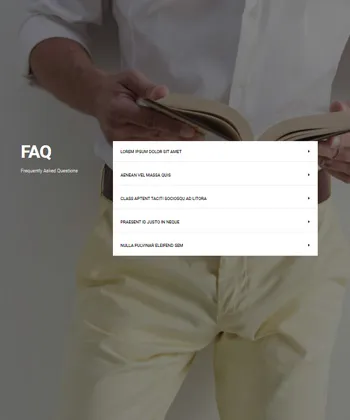 FAQ
Frequently Asked Questions
LOREM IPSUM DOLOR SIT AMET
AENEAN VEL MASSA QUIS
CLASS APTENT TACITI SOCIOSQU AD LITORA
PRAESENT ID JUSTO IN NEQUE
NULLA PULVINAR ELEIFEND SEM